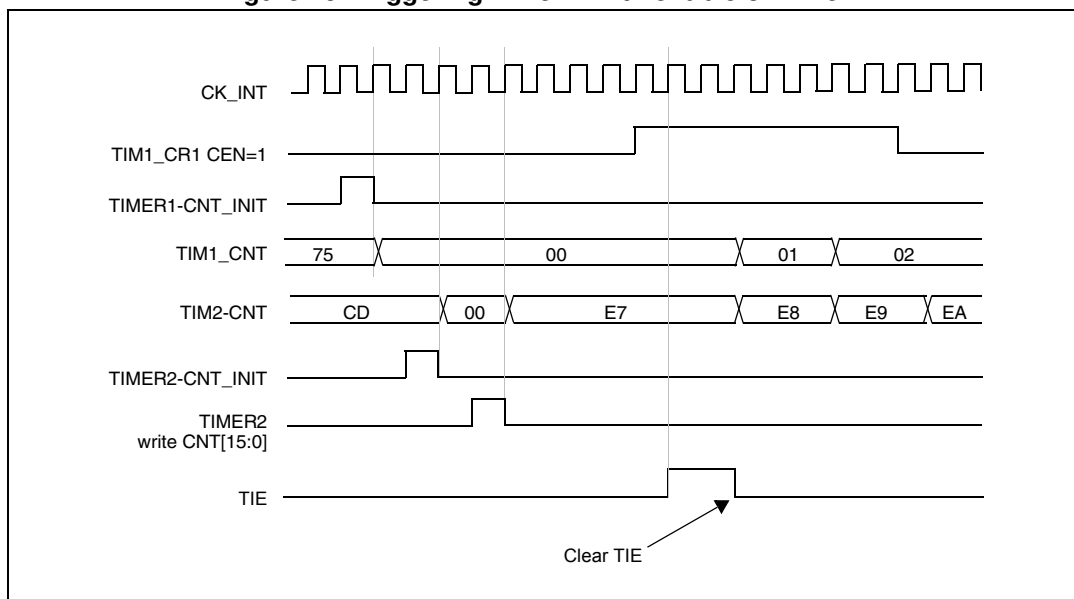 CK_INT
TIM1_CR1 CEN=1
TIMER1-CNT_INIT
TIM1_CNT
75
00
01
02
TIM2-CNT
CD
00
E7
E8
E9
EA
TIMER2-CNT_INIT
TIMER2
write CNT[15:0]
TIE
Clear TIE